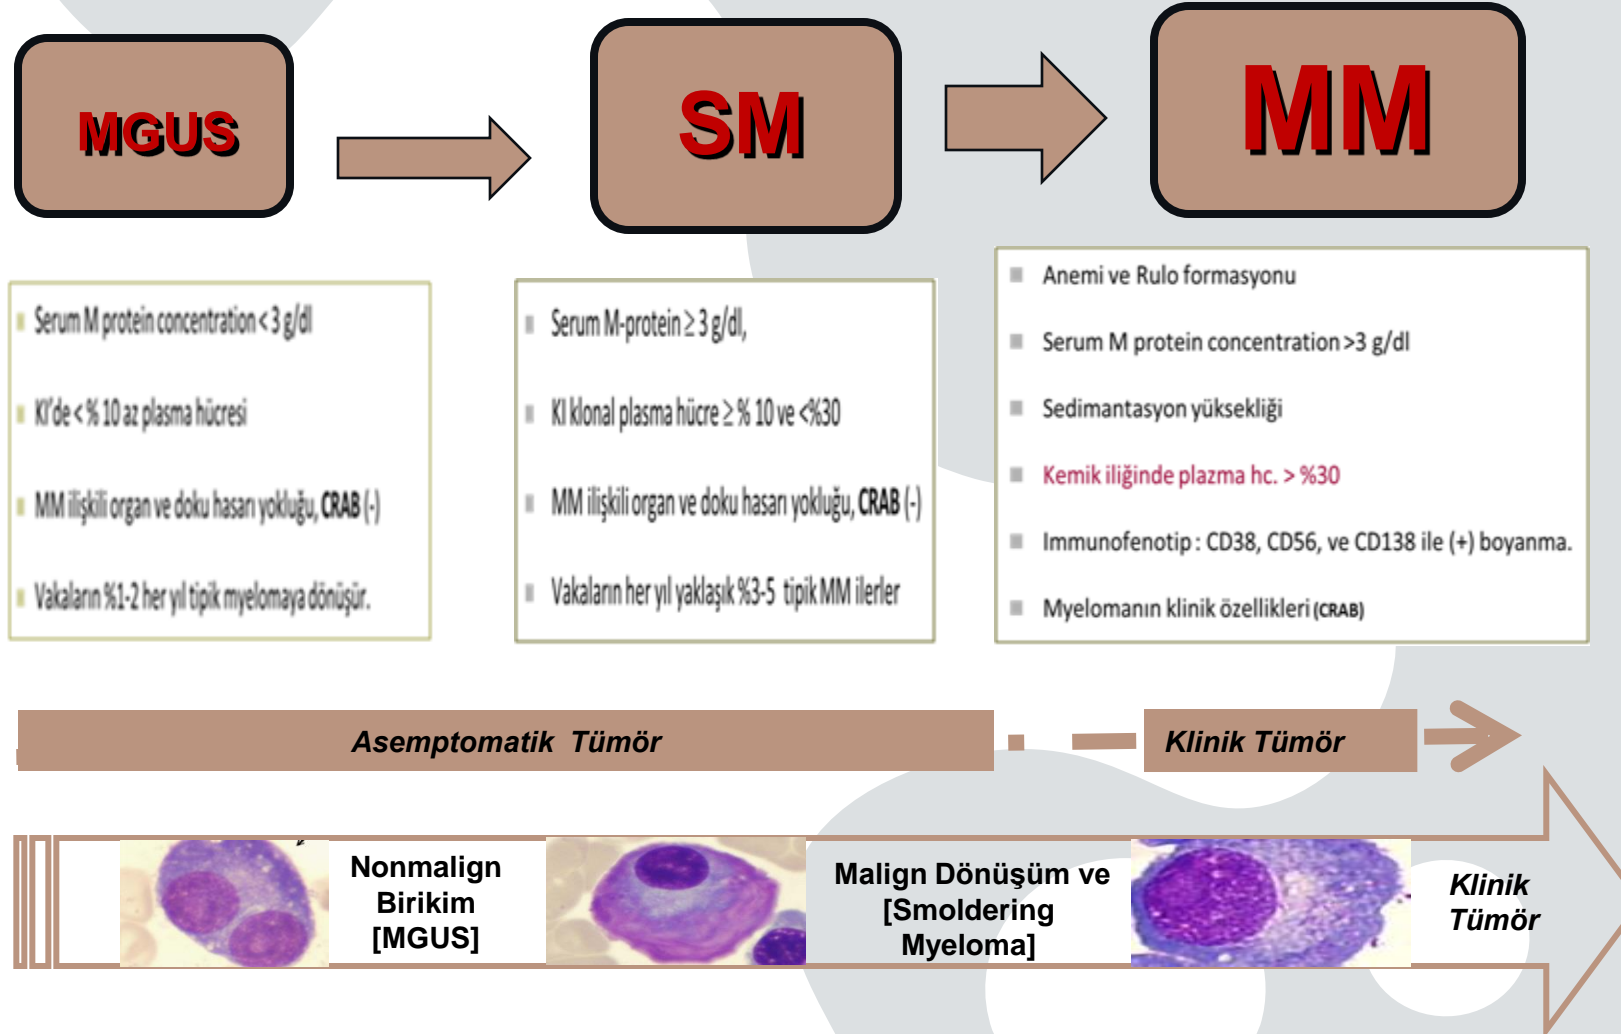 MGUS
SM
MM
Serum M protein concentration < 3 g/dl
KI'de < % 10 az plasma hücresi
MM ilişkili organ ve doku hasarı yokluğu, CRAB (-)
Vakaların %1-2 her yıl tipik myelomaya dönüşür.
Serum M-protein ≥ 3 g/dl,
KI klonal plasma hücre ≥ % 10 ve <%30
MM ilişkili organ ve doku hasarı yokluğu, CRAB (-)
Vakaların her yıl yaklaşık %3-5 tipik MM ilerler
Anemi ve Rulo formasyonu
Serum M protein concentration >3 g/dl
Sedimantasyon yüksekliği
Kemik iliğinde plazma hc. > %30
Immunofenotip : CD38, CD56, ve CD138 ile (+) boyanma.
Myelomanın klinik özellikleri (CRAB)
Asemptomatik Tümör
Klinik Tümör
Nonmalign
Birikim
[MGUS]
Malign Dönüşüm ve
[Smoldering
Myeloma]
Klinik
Tümör